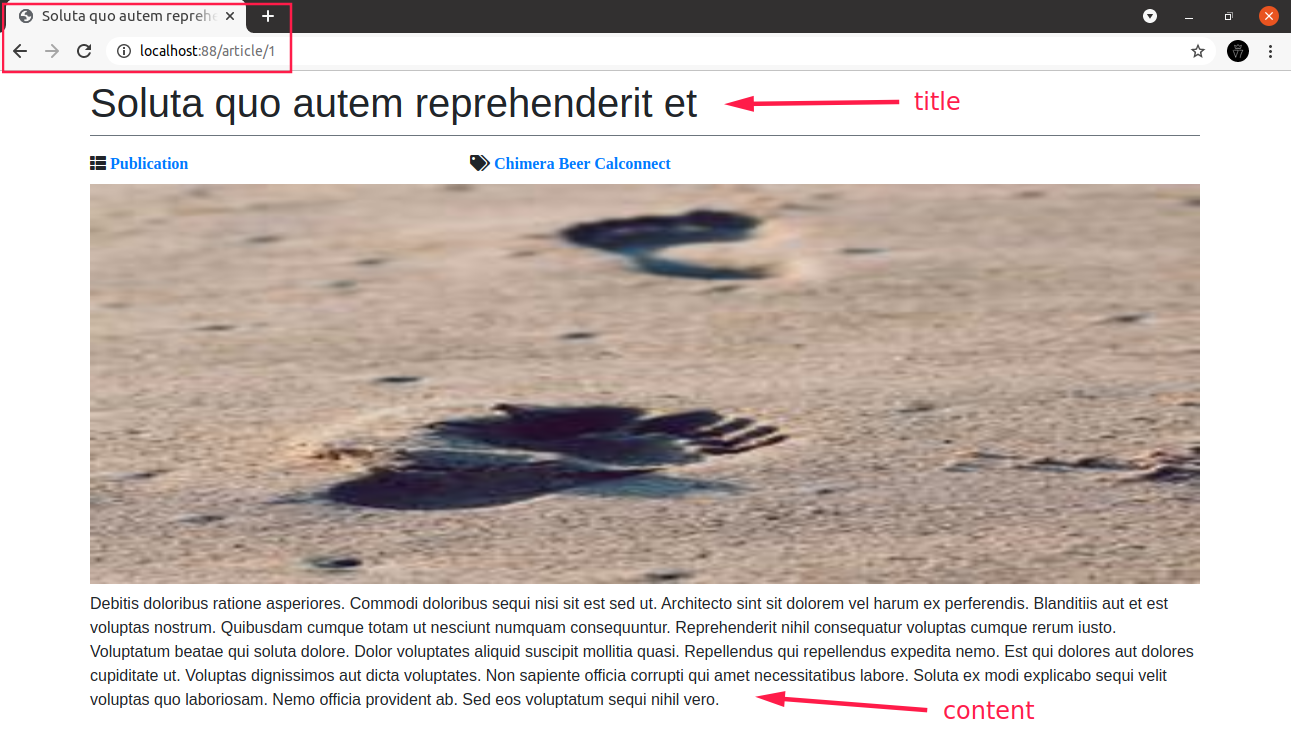 Soluta quo autem reprehe
localhost:88/article/1
Soluta quo autem reprehenderit et
title
Publication
Chimera Beer Calconnect
Debitis doloribus ratione asperiores. Commodi doloribus sequi nisi sit est sed ut. Architecto sint sit dolorem vel harum ex perferendis. Blanditiis aut et est
voluptas nostrum. Quibusdam cumque totam ut nesciunt numquam consequuntur. Reprehenderit nihil consequatur voluptas cumque rerum iusto.
Voluptatum beatae qui soluta dolore. Dolor voluptates aliquid suscipit mollitia quasi. Repellendus qui repellendus expedita nemo. Est qui dolores aut dolores
cupiditate ut. Voluptas dignissimos aut dicta voluptates. Non sapiente officia corrupti qui amet necessitatibus labore. Soluta ex modi explicabo sequi velit
voluptas quo laboriosam. Nemo officia provident ab. Sed eos voluptatum sequi nihil vero.
content